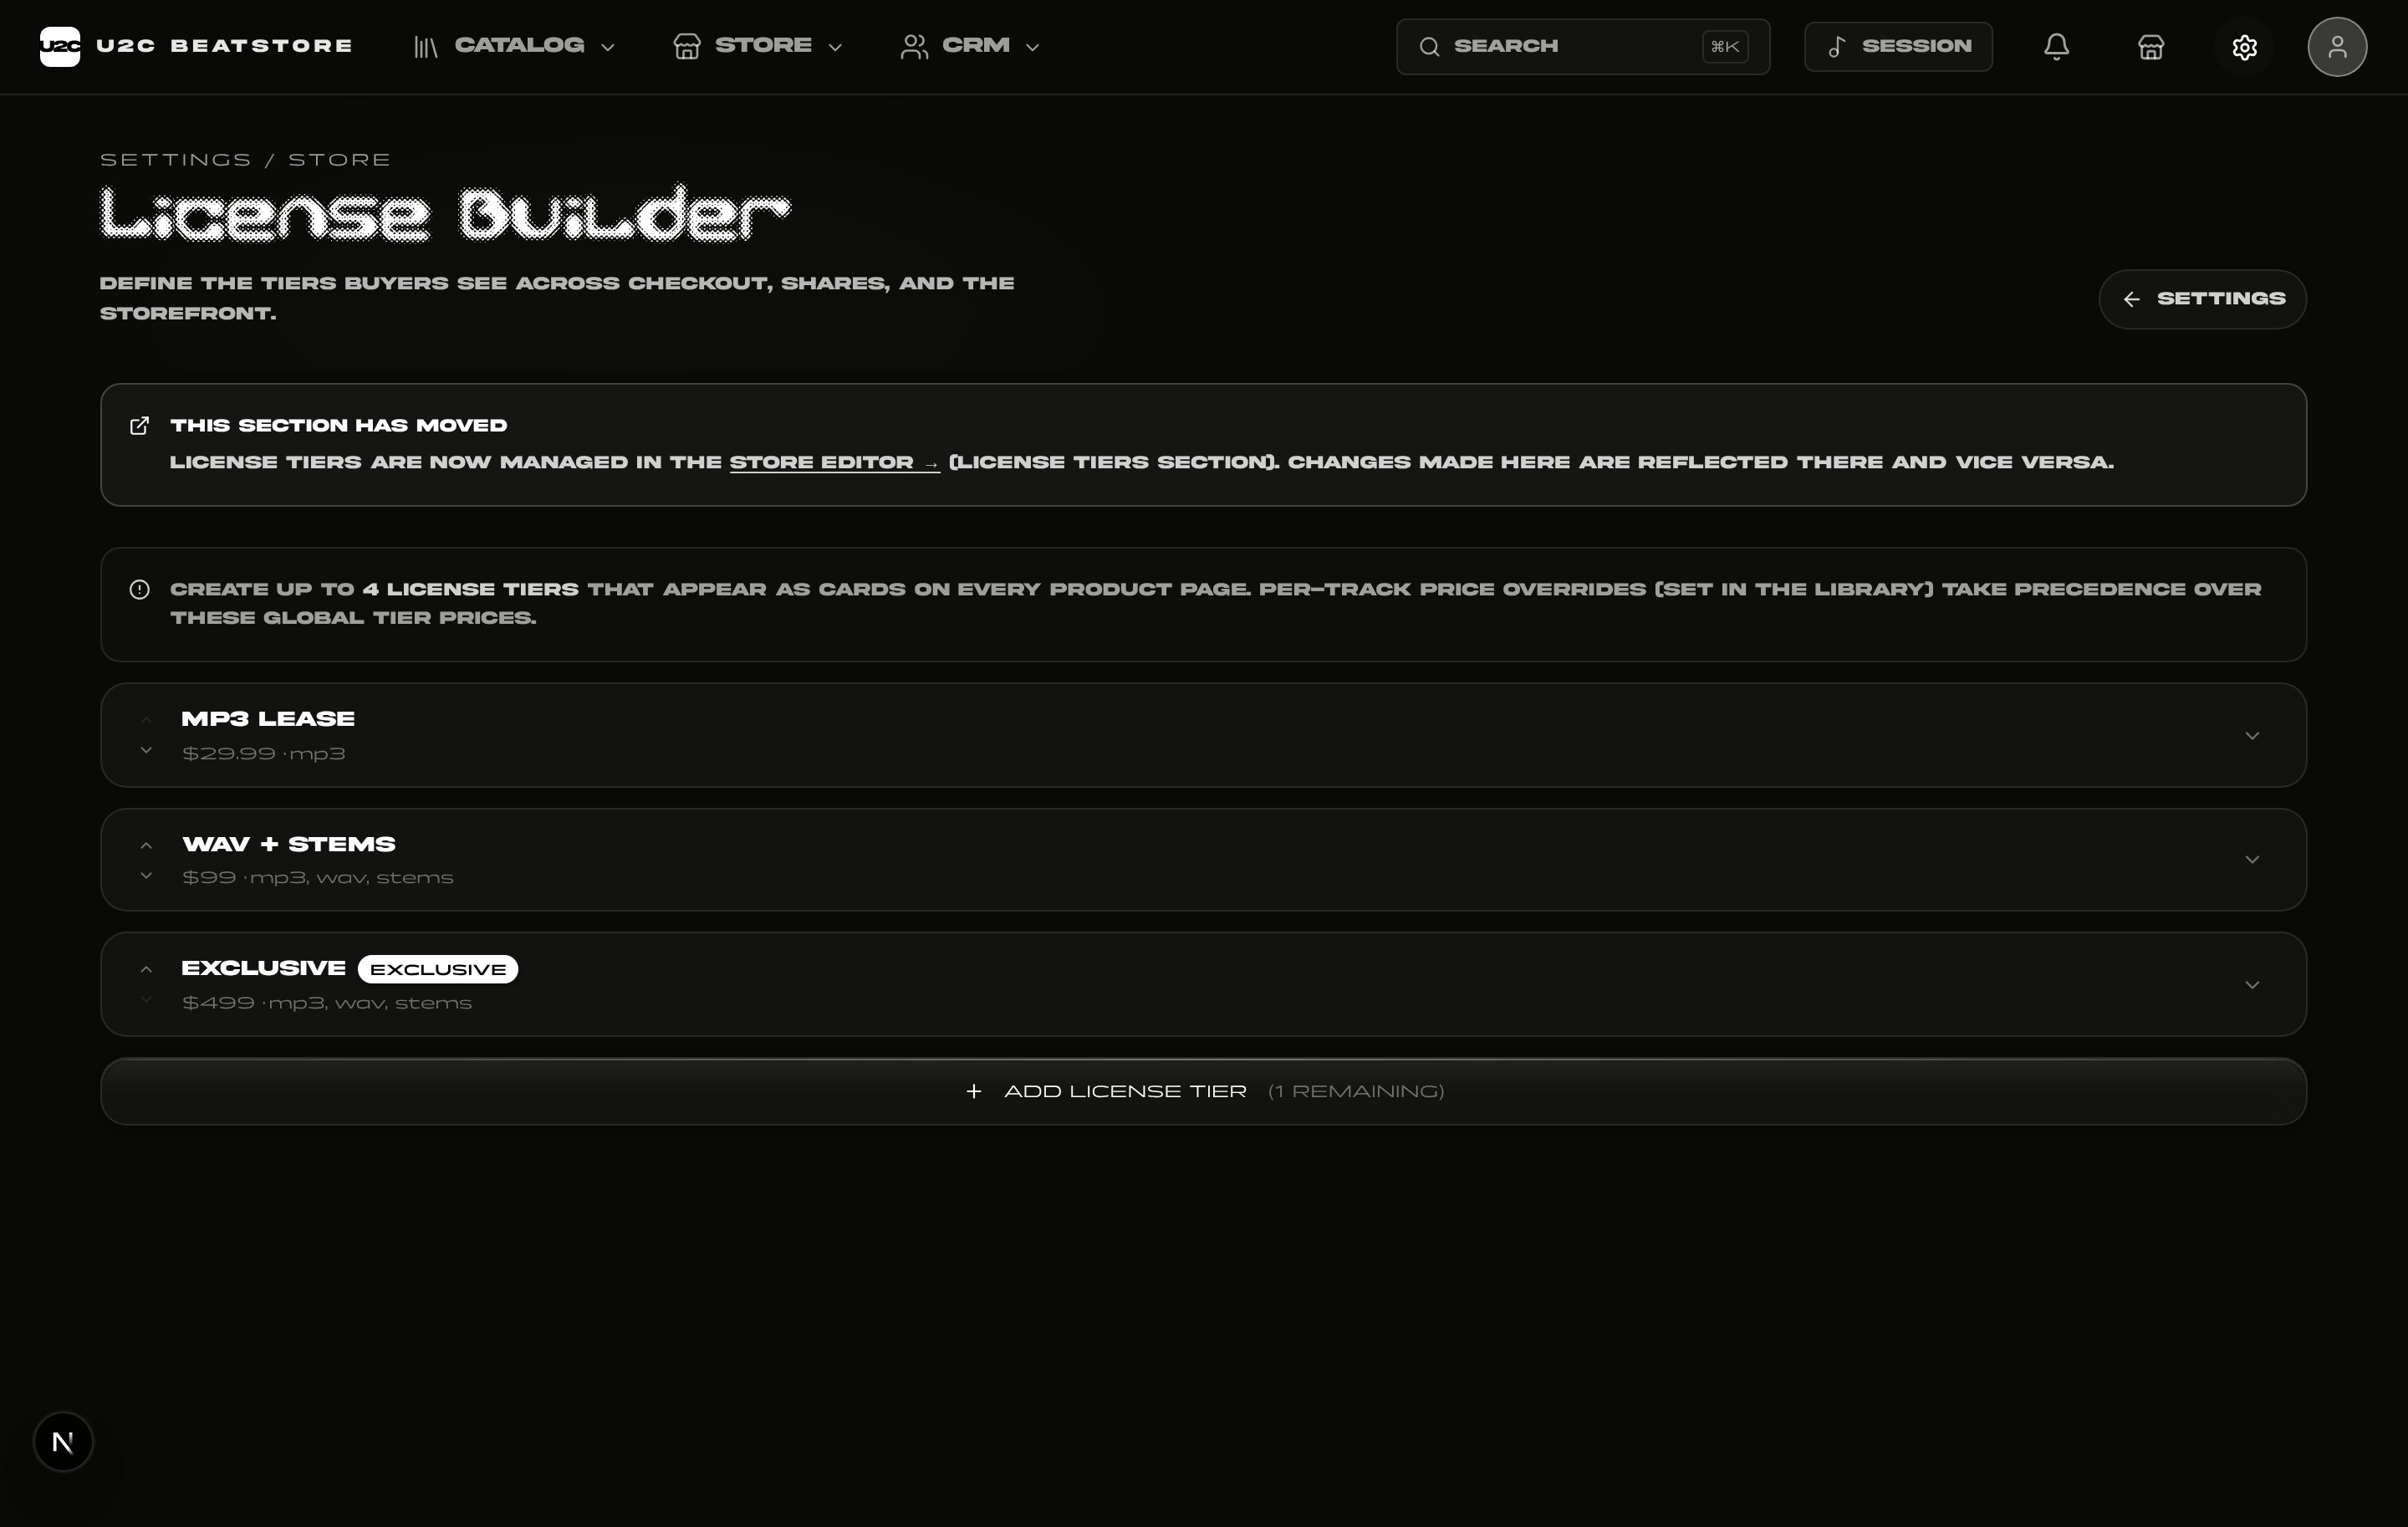 U2C U2C BEATSTORE CATALOG STORE CRM SEARCH ⌘K SESSION
SETTINGS / STORE
License Builder
DEFINE THE TIERS BUYERS SEE ACROSS CHECKOUT, SHARES, AND THE
STOREFRONT.
← SETTINGS
THIS SECTION HAS MOVED
LICENSE TIERS ARE NOW MANAGED IN THE STORE EDITOR → (LICENSE TIERS SECTION). CHANGES MADE HERE ARE REFLECTED THERE AND VICE VERSA.
CREATE UP TO 4 LICENSE TIERS THAT APPEAR AS CARDS ON EVERY PRODUCT PAGE. PER-TRACK PRICE OVERRIDES (SET IN THE LIBRARY) TAKE PRECEDENCE OVER
THESE GLOBAL TIER PRICES.
MP3 LEASE
$29.99 · mp3
WAV + STEMS
$99 · mp3, wav, stems
EXCLUSIVE EXCLUSIVE
$499 · mp3, wav, stems
+ ADD LICENSE TIER (1 REMAINING)
N